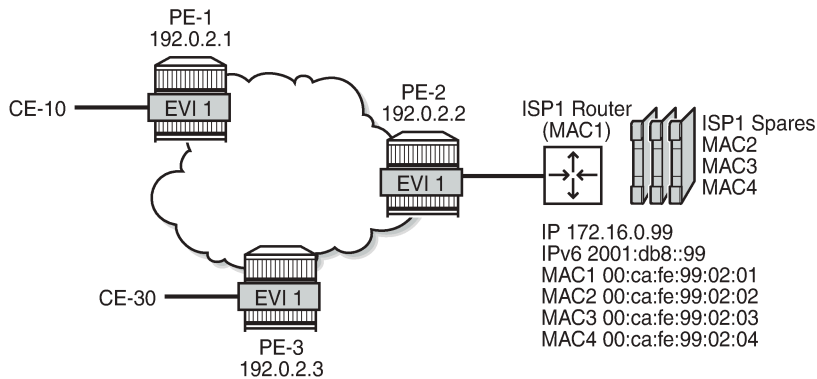 PE-1
192.0.2.1
CE-10
EVI 1
PE-2
192.0.2.2
EVI 1
ISP1 Router
(MAC1)
ISP1 Spares
MAC2
MAC3
MAC4
IP 172.16.0.99
IPv6 2001:db8::99
MAC1 00:ca:fe:99:02:01
MAC2 00:ca:fe:99:02:02
MAC3 00:ca:fe:99:02:03
MAC4 00:ca:fe:99:02:04
CE-30
EVI 1
PE-3
192.0.2.3